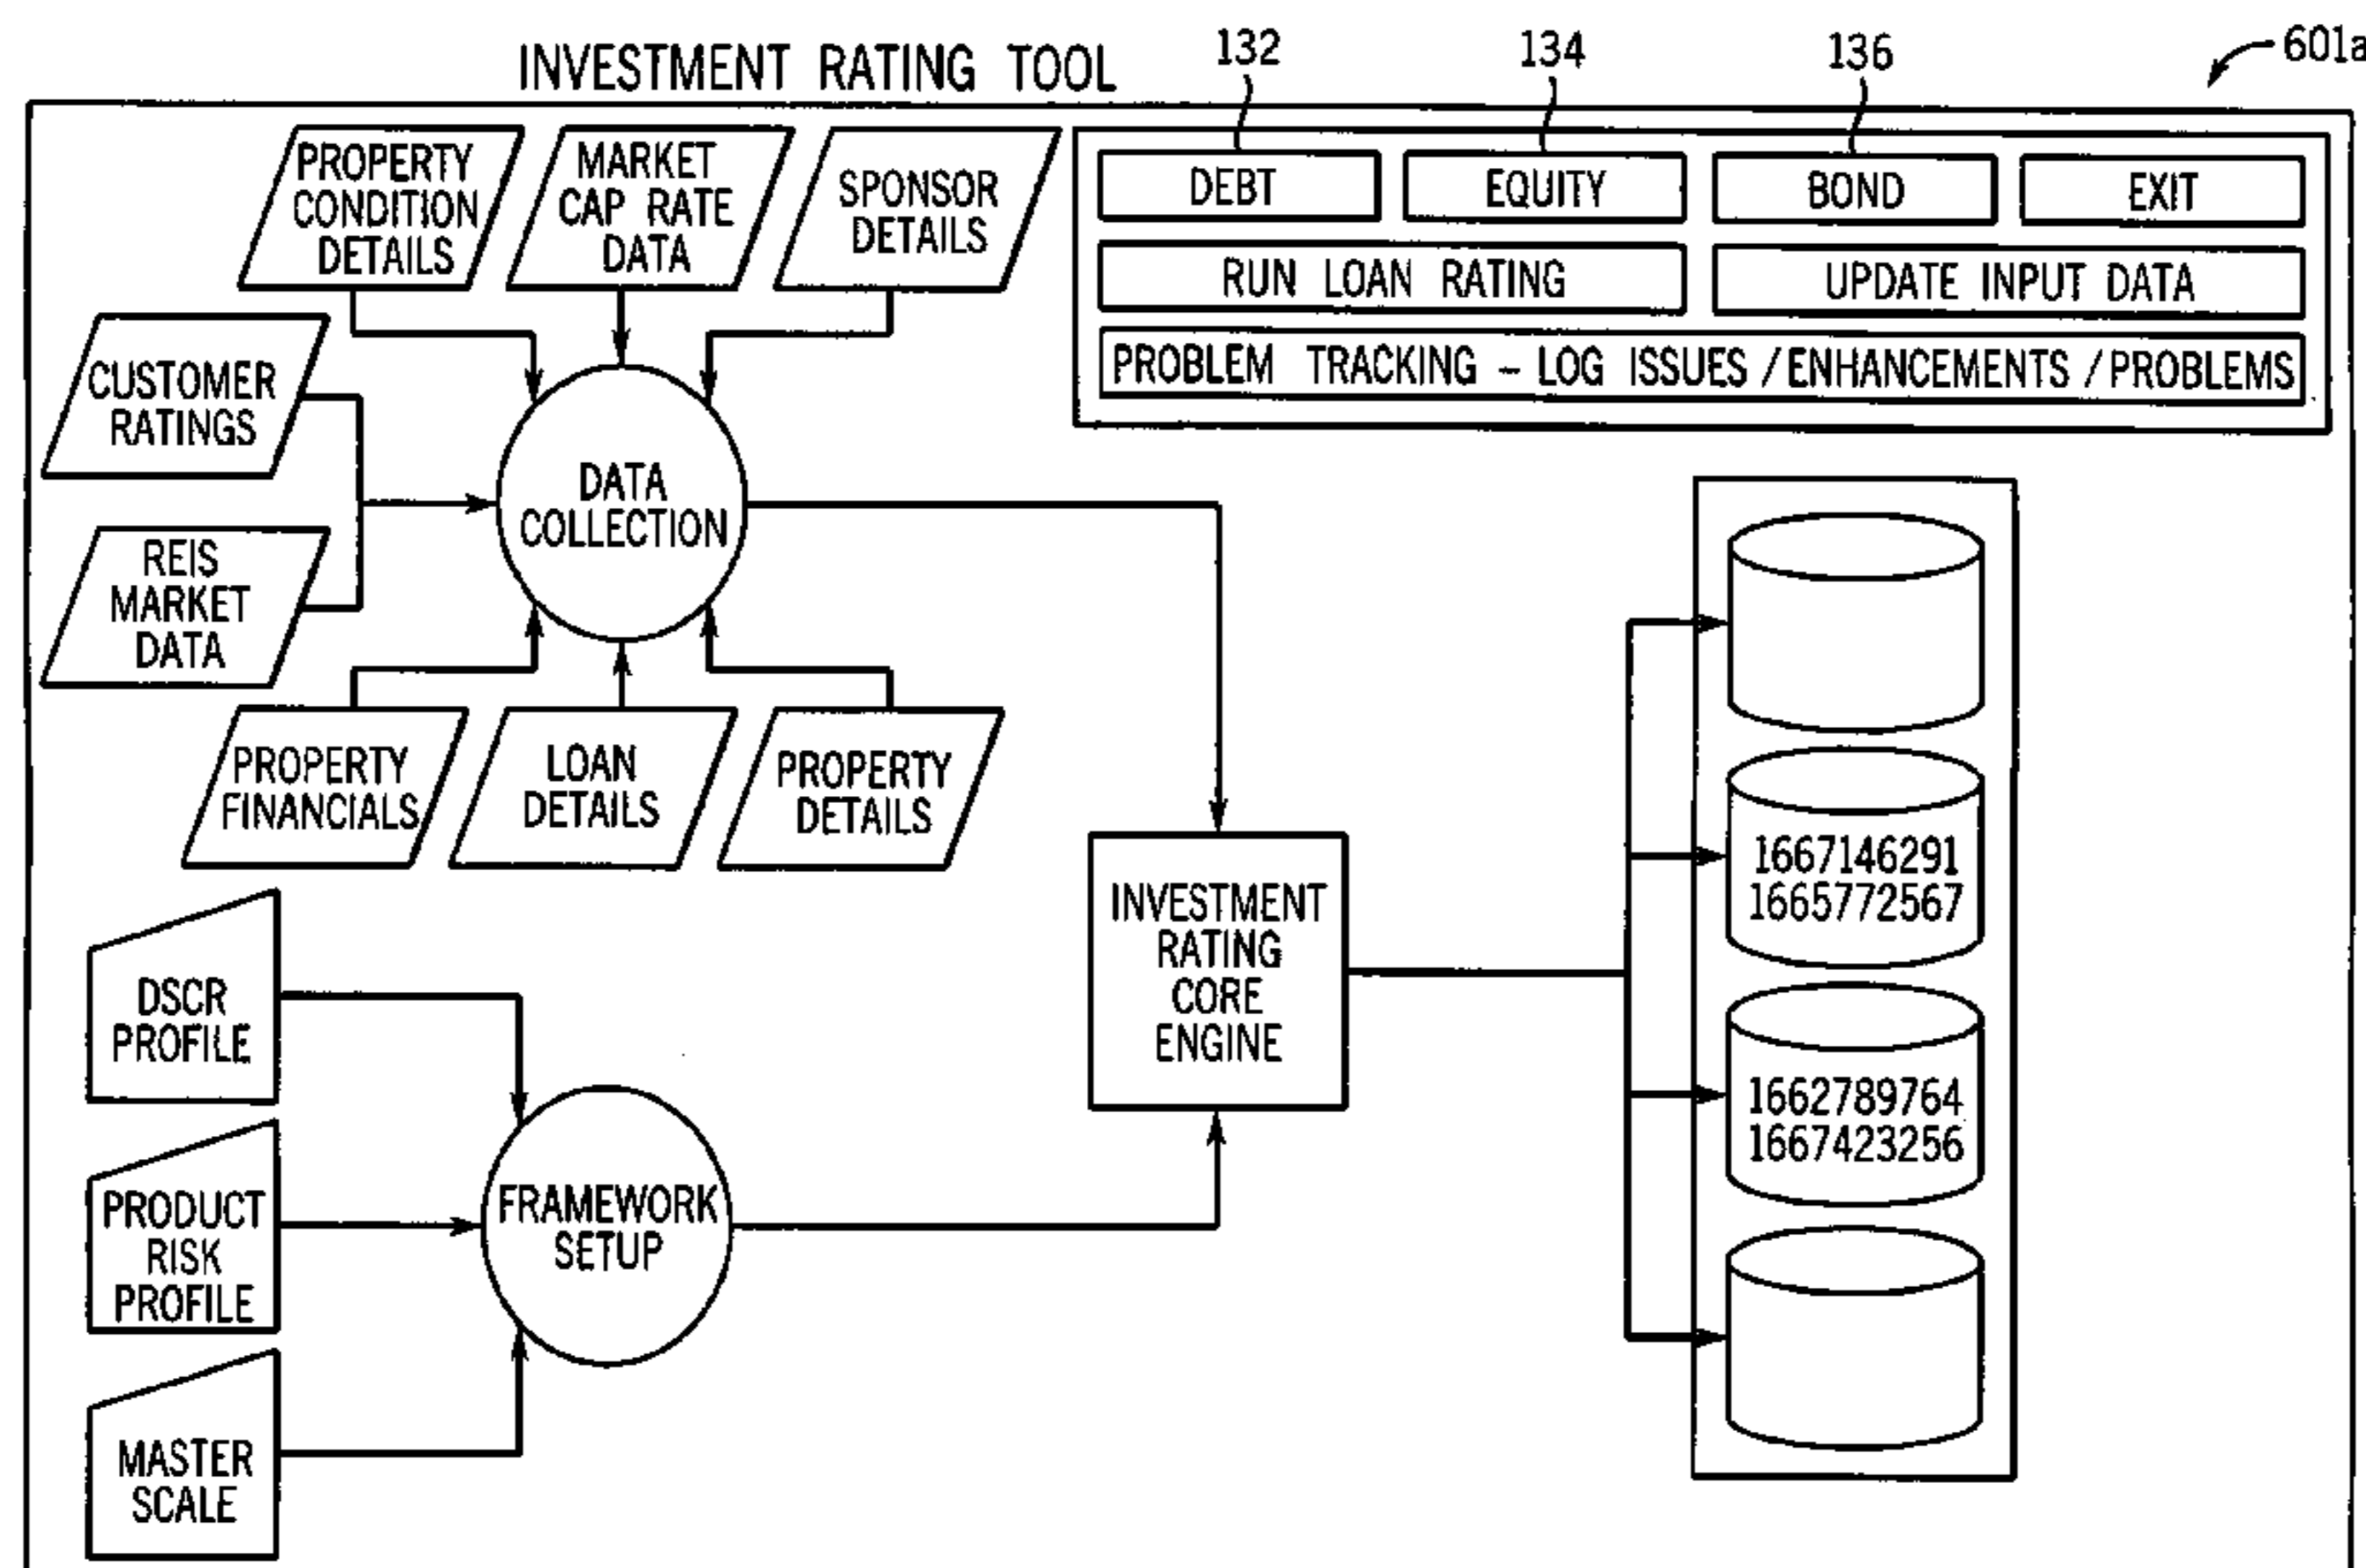 INVESTMENT RATING TOOL
132
134
136
601a
PROPERTY
CONDITION
DETAILS
MARKET
CAP RATE
DATA
SPONSOR
DETAILS
DEBT
EQUITY
BOND
EXIT
RUN LOAN RATING
UPDATE INPUT DATA
PROBLEM TRACKING – LOG ISSUES / ENHANCEMENTS / PROBLEMS
CUSTOMER
RATINGS
DATA
COLLECTION
REIS
MARKET
DATA
PROPERTY
FINANCIALS
LOAN
DETAILS
PROPERTY
DETAILS
1667146291
1665772567
INVESTMENT
RATING
CORE
ENGINE
DSCR
PROFILE
1662789764
1667423256
PRODUCT
RISK
PROFILE
FRAMEWORK
SETUP
MASTER
SCALE